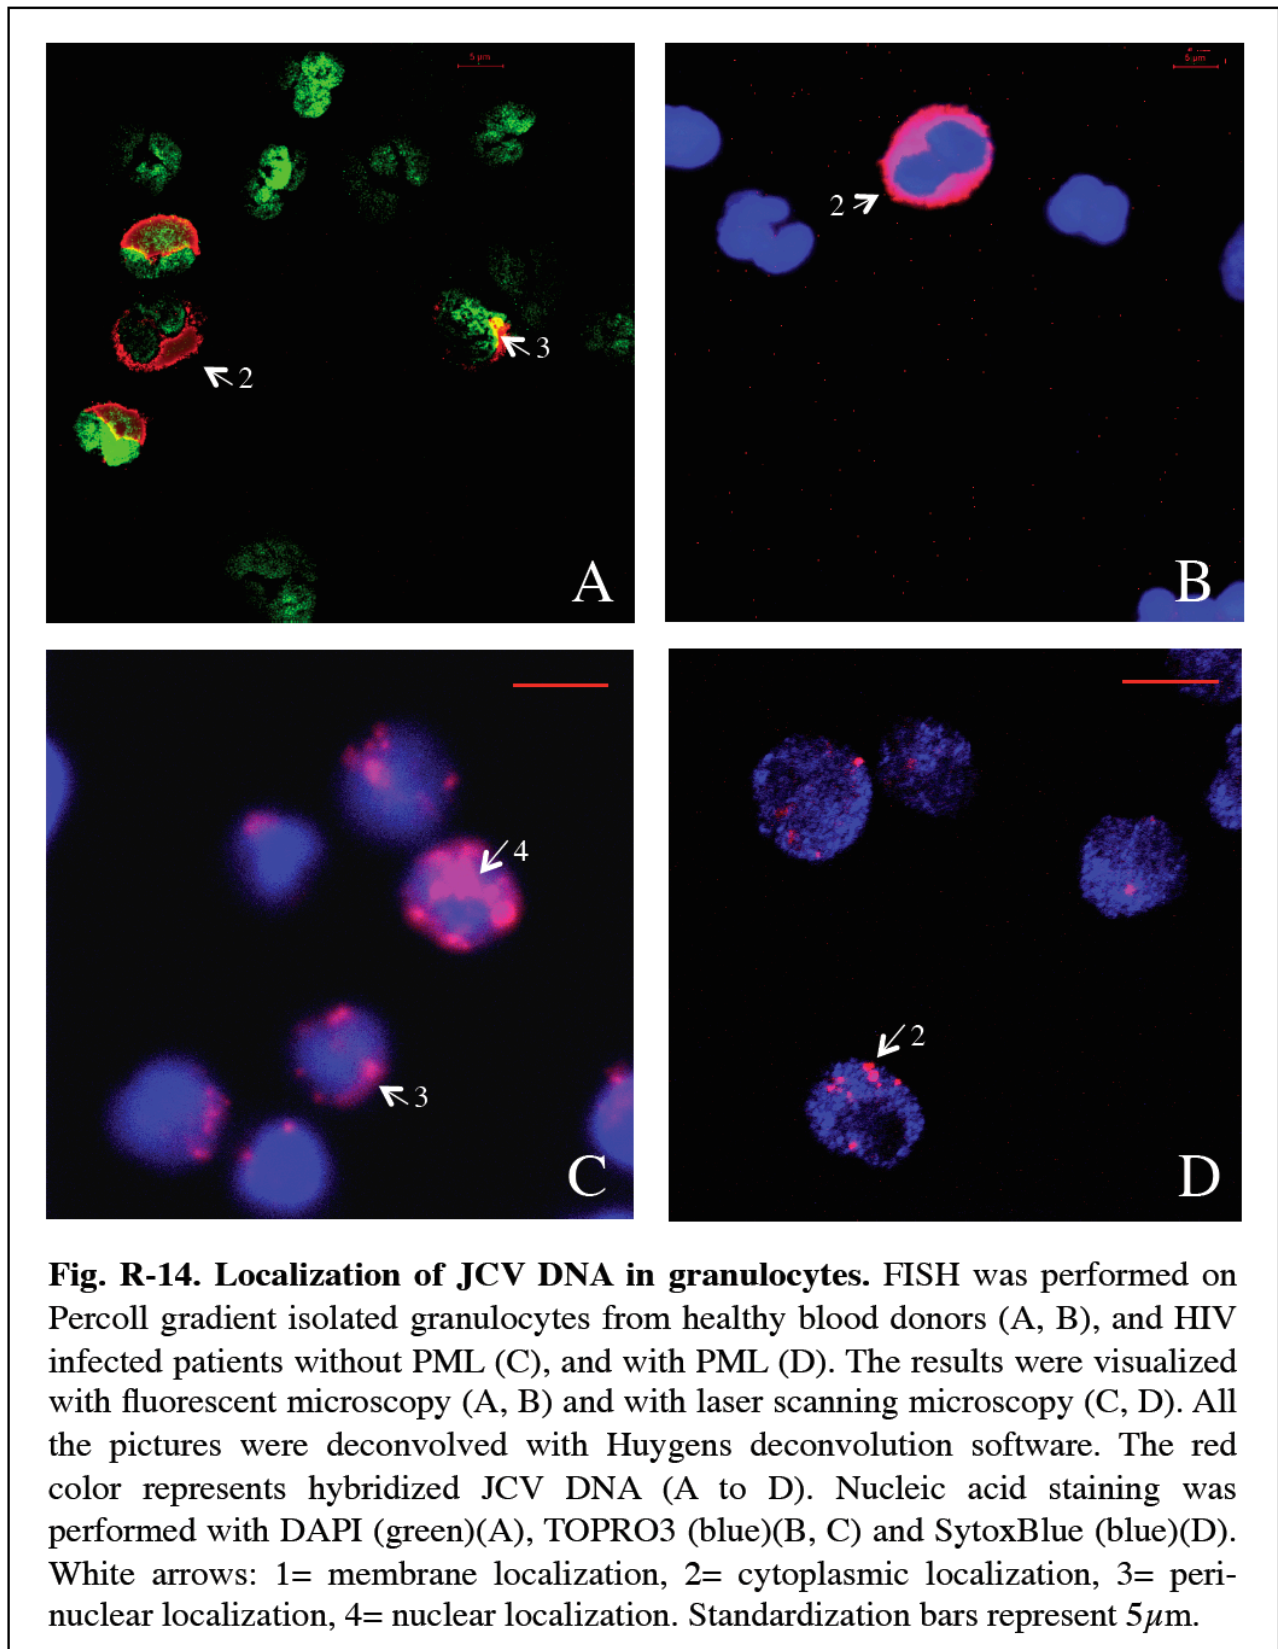 5 µm
5 µm
2
2
3
A
B
4
3
C
2
D
Fig. R-14. Localization of JCV DNA in granulocytes. FISH was performed on
Percoll gradient isolated granulocytes from healthy blood donors (A, B), and HIV
infected patients without PML (C), and with PML (D). The results were visualized
with fluorescent microscopy (A, B) and with laser scanning microscopy (C, D). All
the pictures were deconvolved with Huygens deconvolution software. The red
color represents hybridized JCV DNA (A to D). Nucleic acid staining was
performed with DAPI (green)(A), TOPRO3 (blue)(B, C) and SytoxBlue (blue)(D).
White arrows: 1= membrane localization, 2= cytoplasmic localization, 3= peri-
nuclear localization, 4= nuclear localization. Standardization bars represent 5µm.